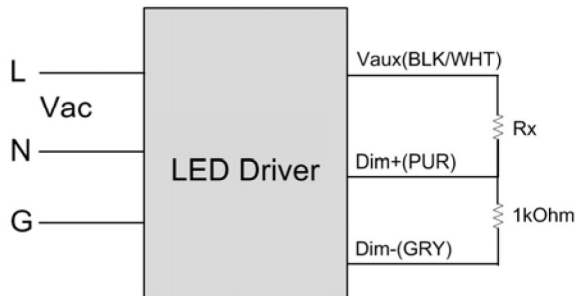 L
Vac
N
G
LED Driver
Vaux(BLK/WHT)
Rx
Dim+(PUR)
1kOhm
Dim-(GRY)